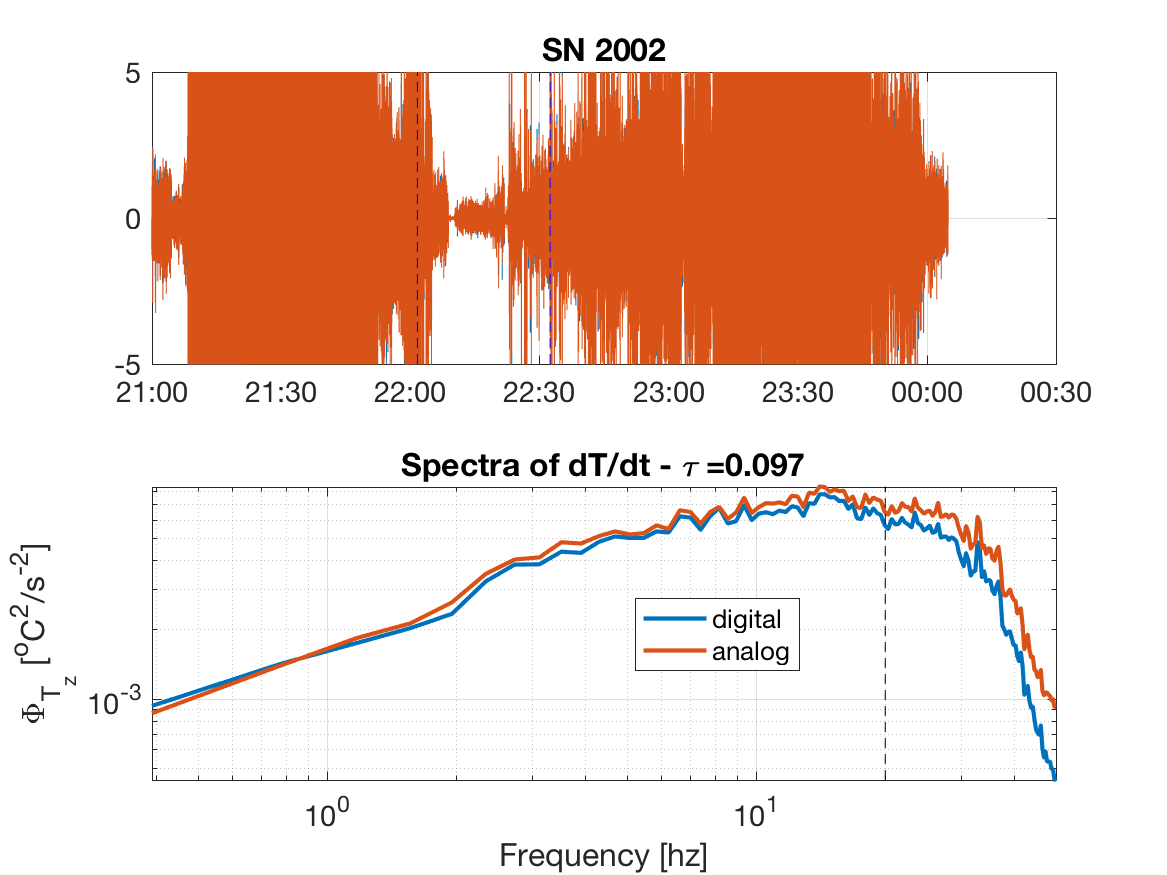 SN 2002
5
0
-5
21:00 21:30 22:00 22:30 23:00 23:30 00:00 00:30
Spectra of dT/dt - τ =0.097
Φ_T_z [°C²/s⁻²]
10⁻³
digital
analog
10⁰ 10¹
Frequency [hz]